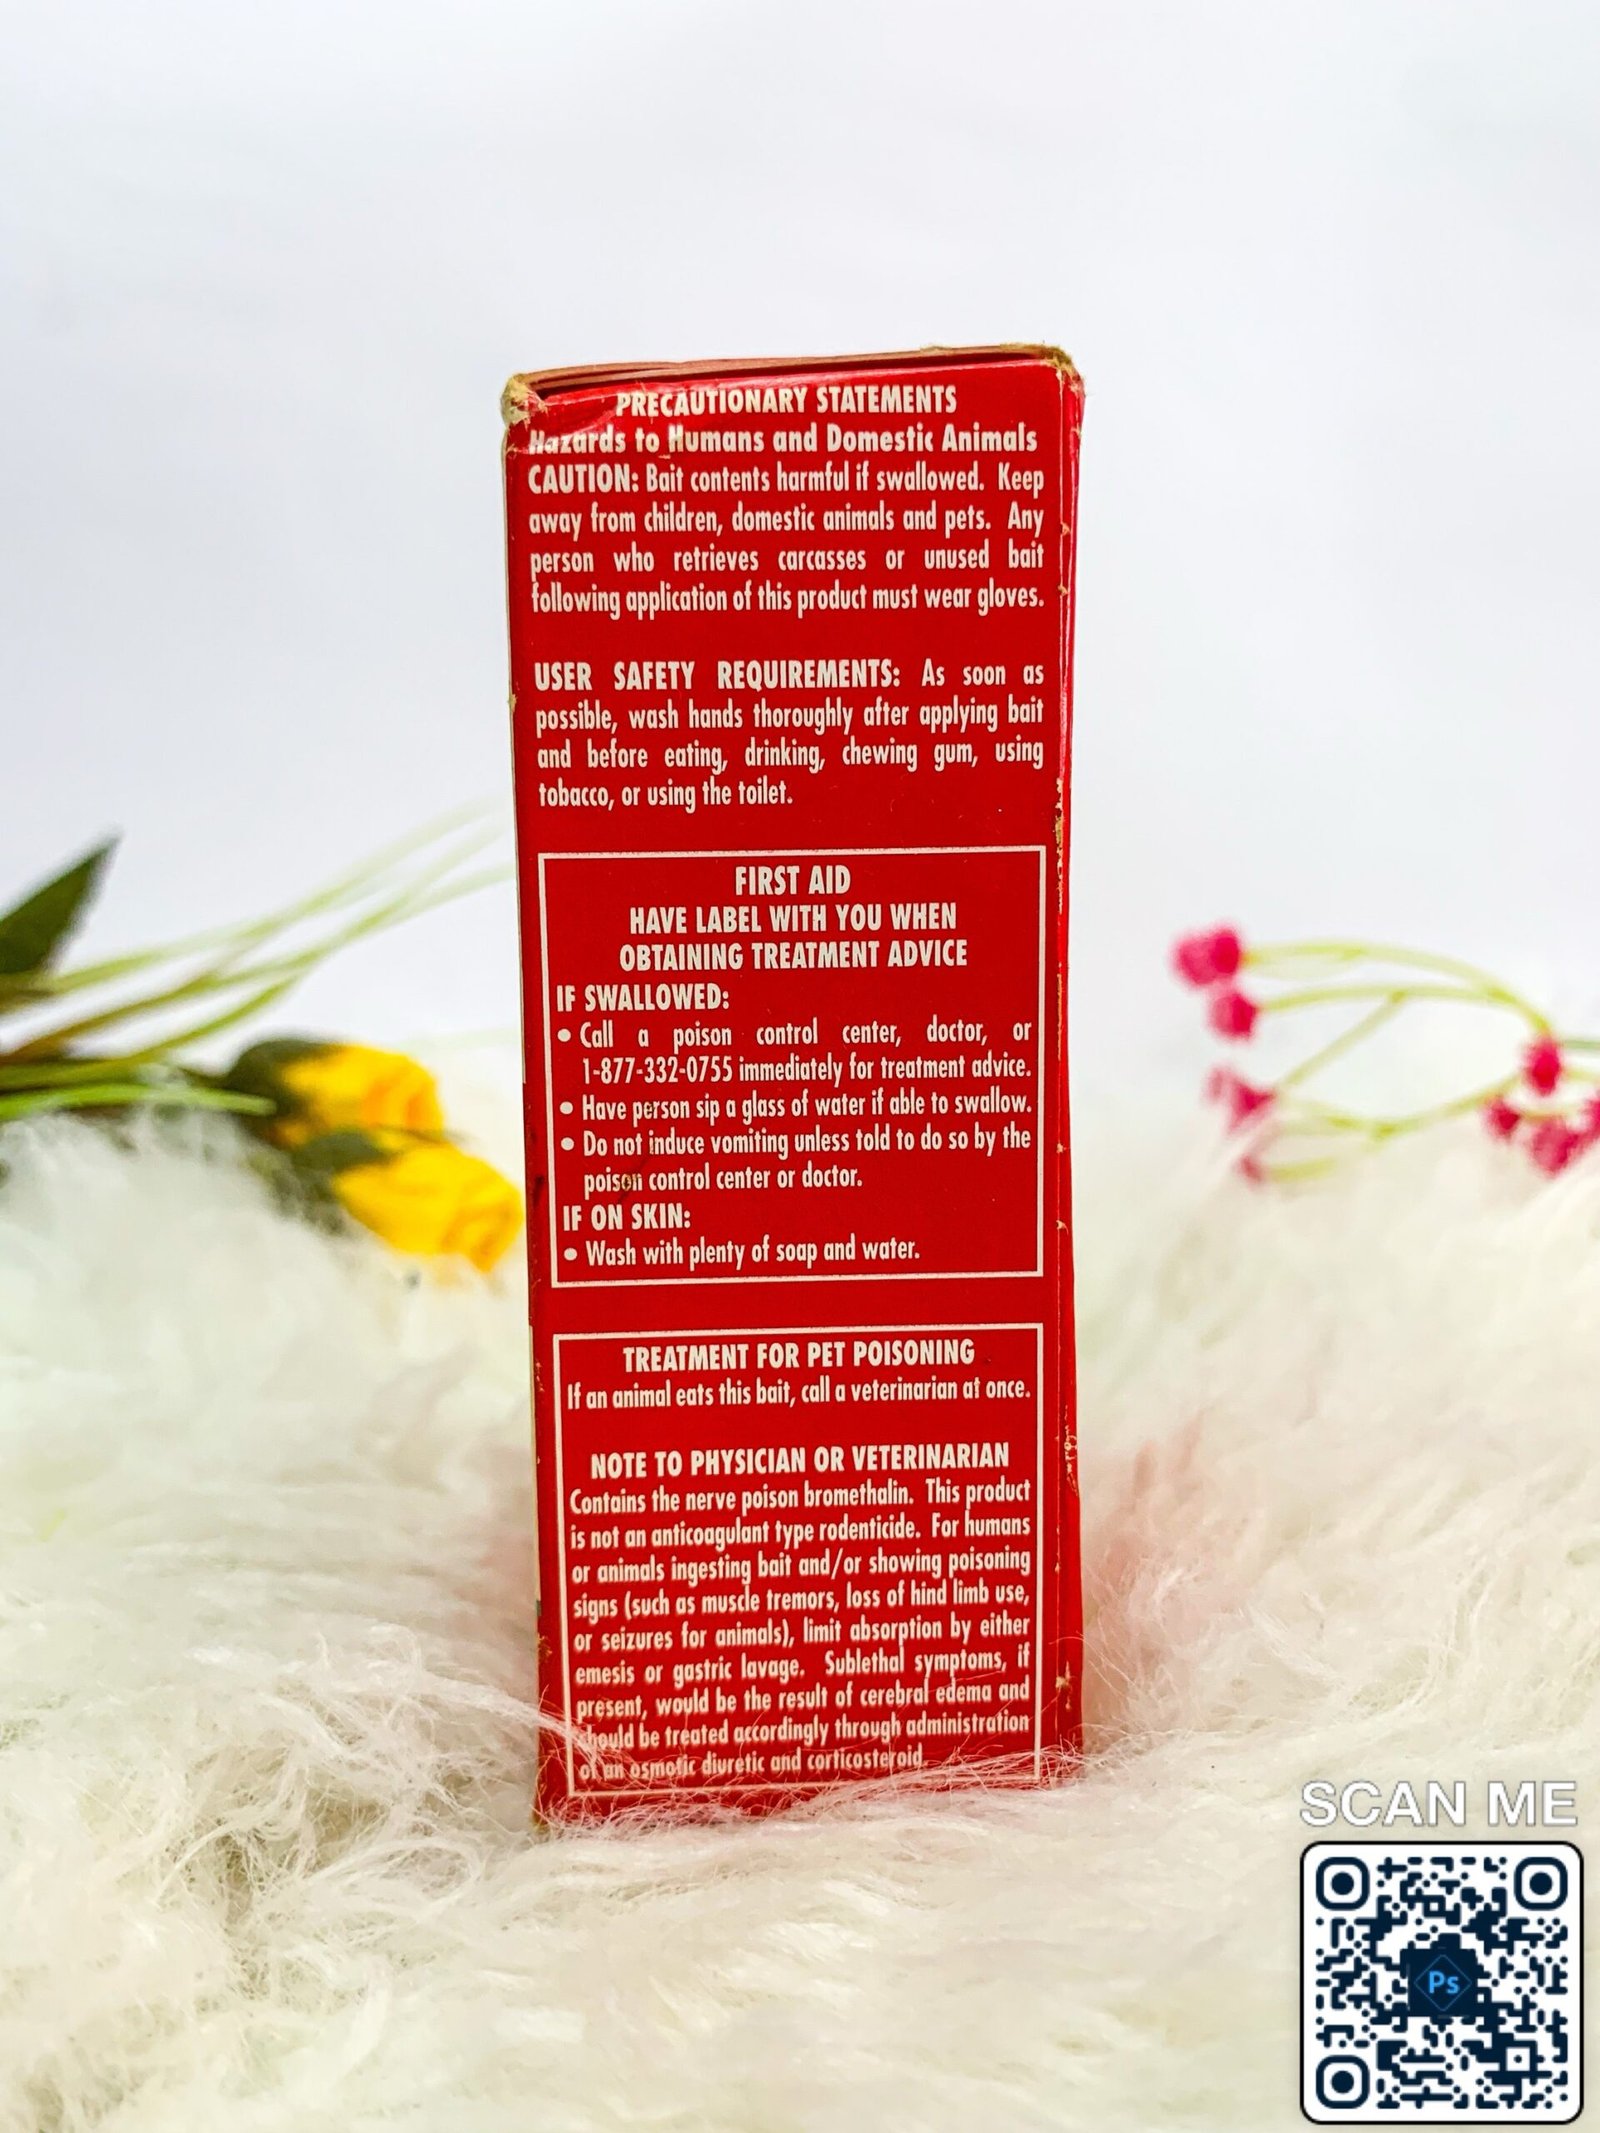 PRECAUTIONARY STATEMENTS
Hazards to Humans and Domestic Animals
CAUTION: Bait contents harmful if swallowed. Keep
away from children, domestic animals and pets. Any
person who retrieves carcasses or unused bait
following application of this product must wear gloves.
USER SAFETY REQUIREMENTS: As soon as
possible, wash hands thoroughly after applying bait
and before eating, drinking, chewing gum, using
tobacco, or using the toilet.
FIRST AID
HAVE LABEL WITH YOU WHEN
OBTAINING TREATMENT ADVICE
IF SWALLOWED:
• Call a poison control center, doctor, or
1-877-332-0755 immediately for treatment advice.
• Have person sip a glass of water if able to swallow.
• Do not induce vomiting unless told to do so by the
poison control center or doctor.
IF ON SKIN:
• Wash with plenty of soap and water.
TREATMENT FOR PET POISONING
If an animal eats this bait, call a veterinarian at once.
NOTE TO PHYSICIAN OR VETERINARIAN
Contains the nerve poison bromethalin. This product
is not an anticoagulant type rodenticide. For humans
or animals ingesting bait and/or showing poisoning
signs (such as muscle tremors, loss of hind limb use,
or seizures for animals), limit absorption by either
emesis or gastric lavage. Sublethal symptoms, if
present, would be the result of cerebral edema and
should be treated accordingly through administration
of an osmotic diuretic and corticosteroid.
SCAN ME
Ps